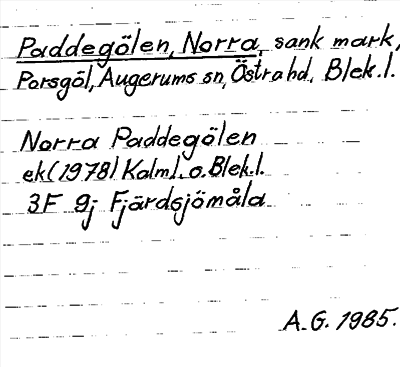 Paddegölen, Norra, sank mark,
Porsgöl, Augerums sn, Östra hd, Blek.l.
Norra Paddegölen
ek (1978) Kalml. o. Blek.l.
3F 9j Fjärdsjömåla
A.G. 1985.